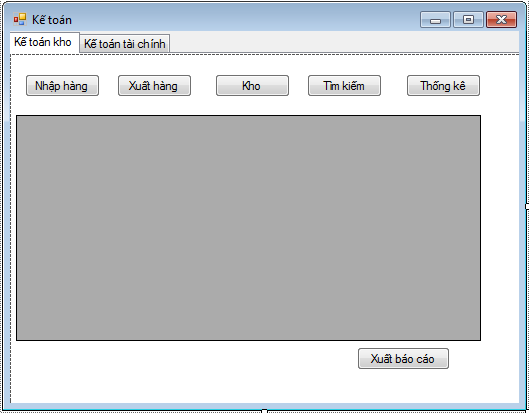 Kế toán
Kế toán kho Kế toán tài chính
Nhập hàng Xuất hàng Kho Tìm kiếm Thống kê
Xuất báo cáo